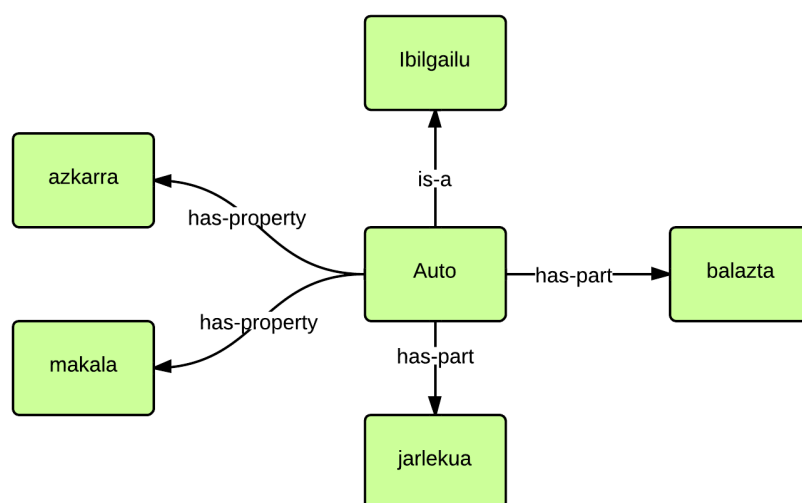 Ibilgailu
azkarra
is-a
has-property
Auto
has-part
balazta
has-property
makala
has-part
jarlekua